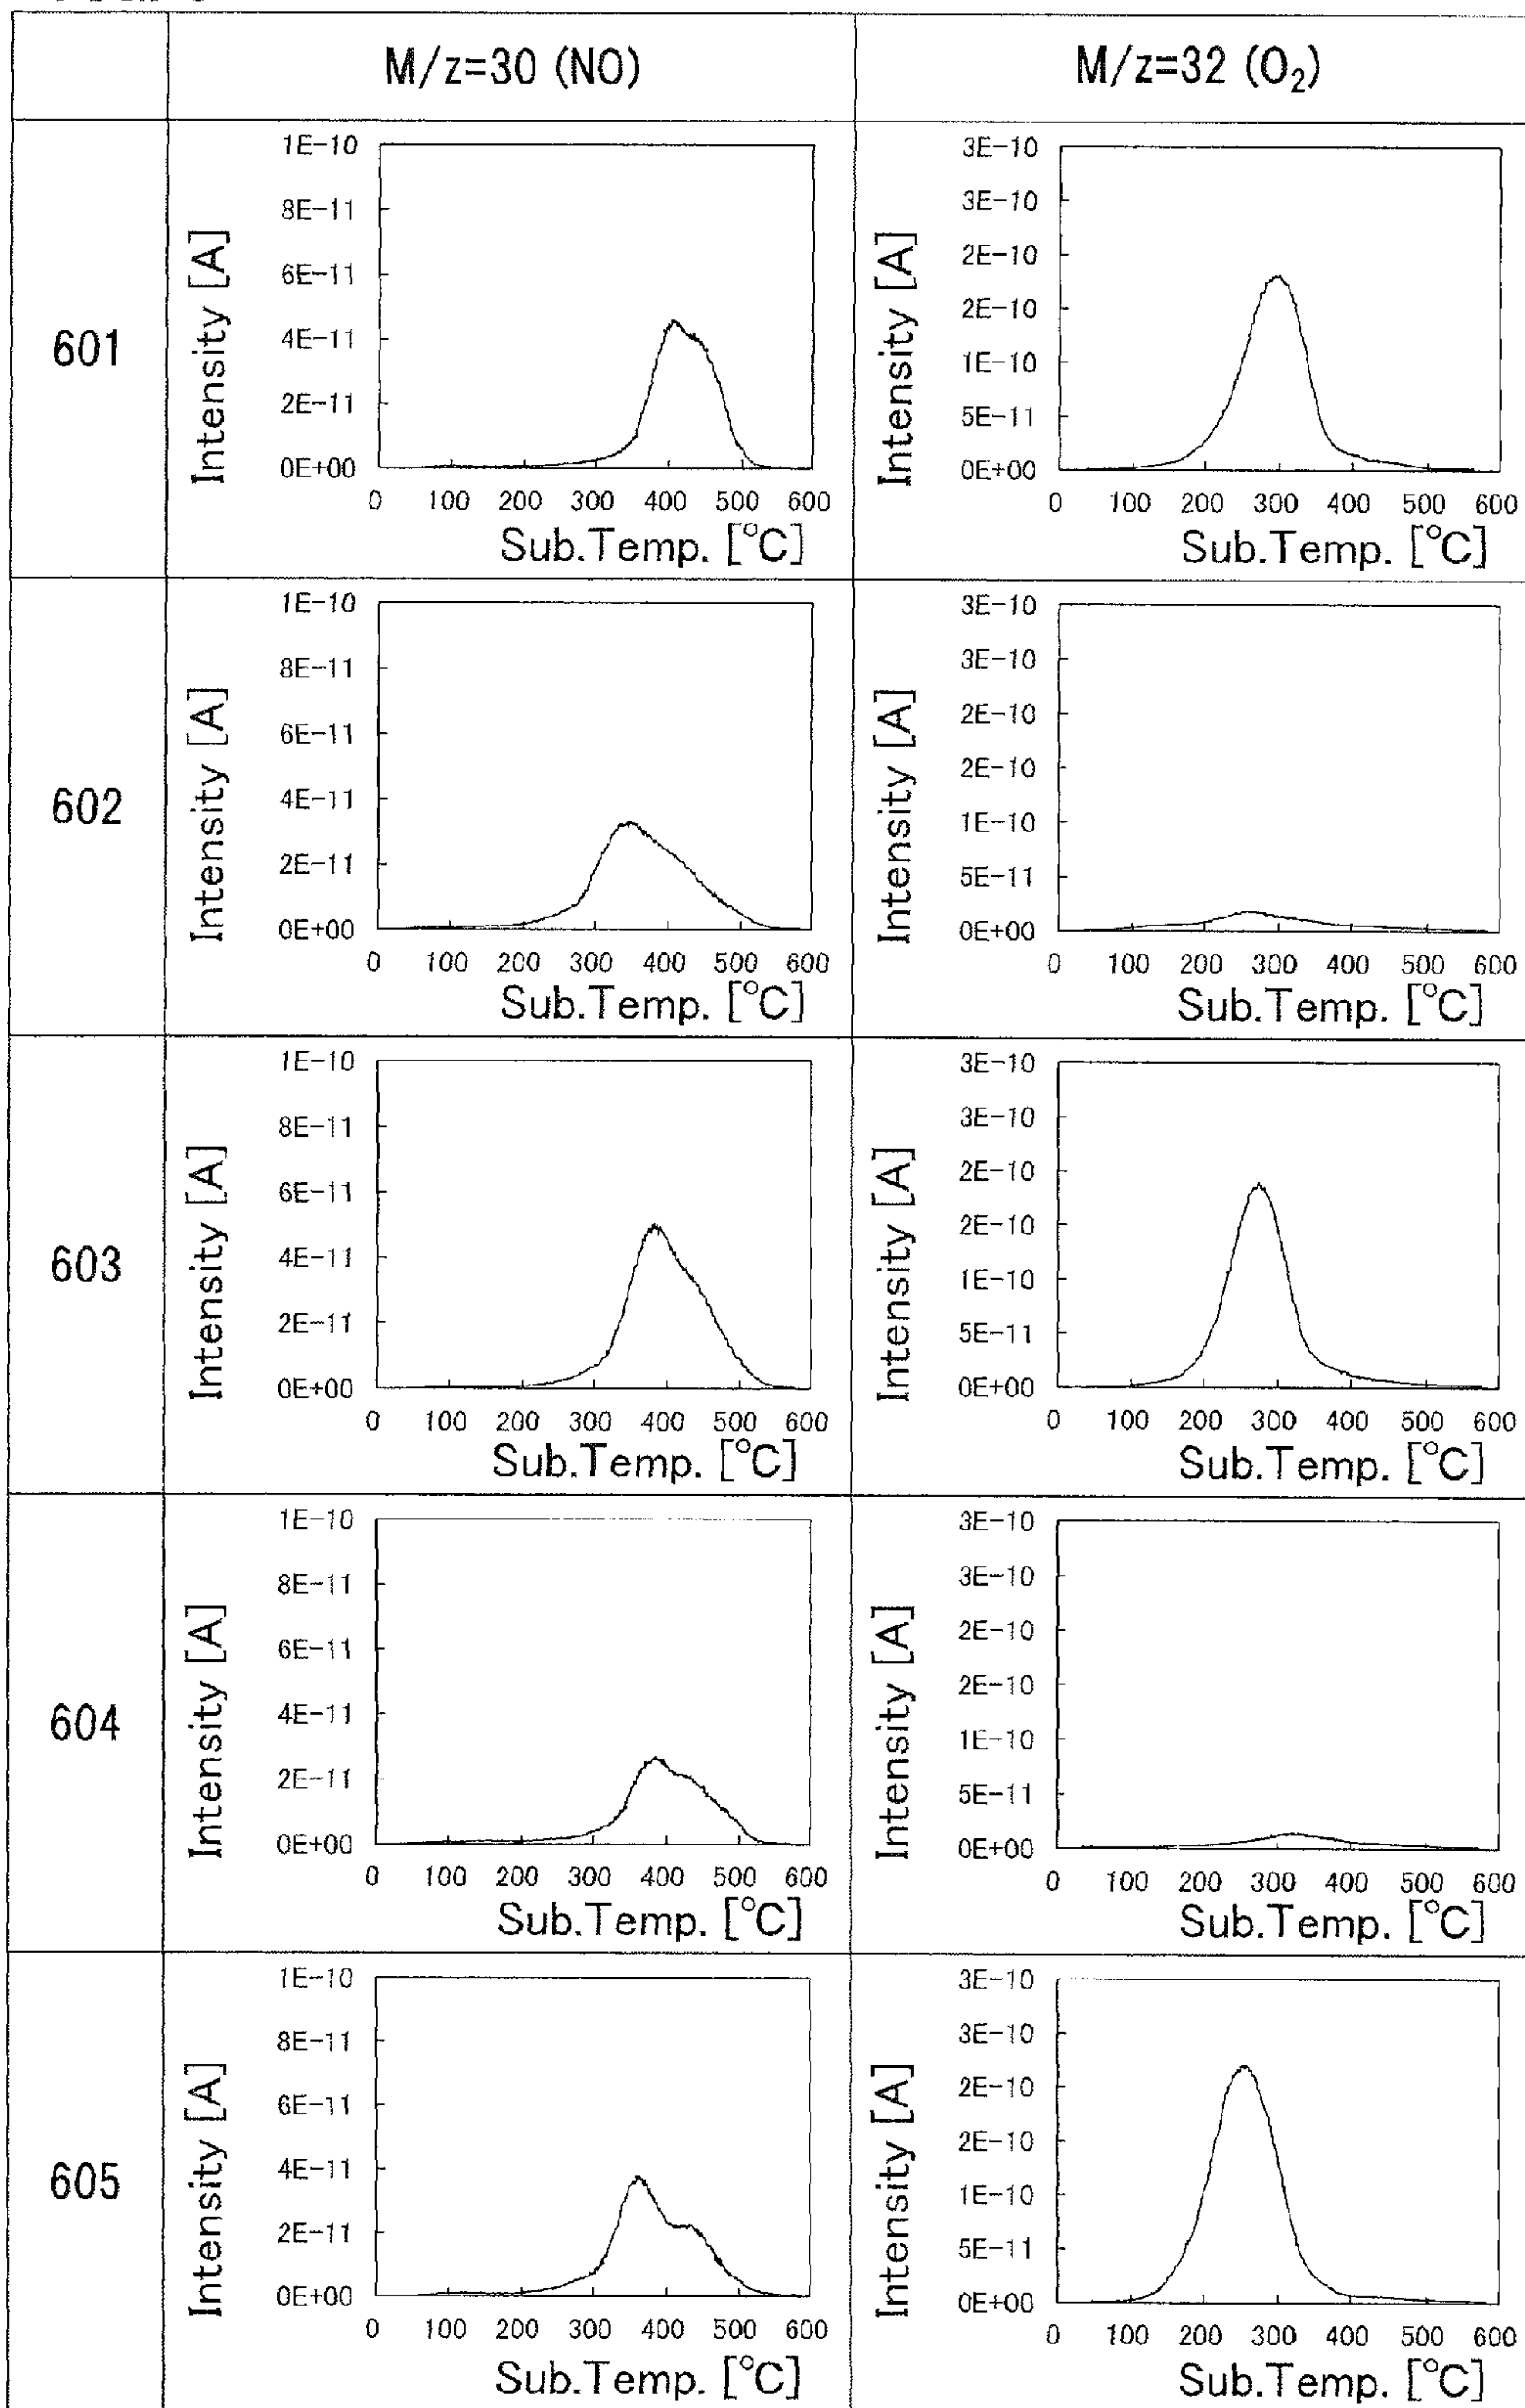 M/z=30 (NO)
M/z=32 (O₂)
601
Intensity [A]
1E-10
8E-11
6E-11
4E-11
2E-11
0E+00
0 100 200 300 400 500 600
Sub.Temp. [°C]
Intensity [A]
3E-10
3E-10
2E-10
2E-10
1E-10
5E-11
0E+00
0 100 200 300 400 500 600
Sub.Temp. [°C]
602
Intensity [A]
1E-10
8E-11
6E-11
4E-11
2E-11
0E+00
0 100 200 300 400 500 600
Sub.Temp. [°C]
Intensity [A]
3E-10
3E-10
2E-10
2E-10
1E-10
5E-11
0E+00
0 100 200 300 400 500 600
Sub.Temp. [°C]
603
Intensity [A]
1E-10
8E-11
6E-11
4E-11
2E-11
0E+00
0 100 200 300 400 500 600
Sub.Temp. [°C]
Intensity [A]
3E-10
3E-10
2E-10
2E-10
1E-10
5E-11
0E+00
0 100 200 300 400 500 600
Sub.Temp. [°C]
604
Intensity [A]
1E-10
8E-11
6E-11
4E-11
2E-11
0E+00
0 100 200 300 400 500 600
Sub.Temp. [°C]
Intensity [A]
3E-10
3E-10
2E-10
2E-10
1E-10
5E-11
0E+00
0 100 200 300 400 500 600
Sub.Temp. [°C]
605
Intensity [A]
1E-10
8E-11
6E-11
4E-11
2E-11
0E+00
0 100 200 300 400 500 600
Sub.Temp. [°C]
Intensity [A]
3E-10
3E-10
2E-10
2E-10
1E-10
5E-11
0E+00
0 100 200 300 400 500 600
Sub.Temp. [°C]